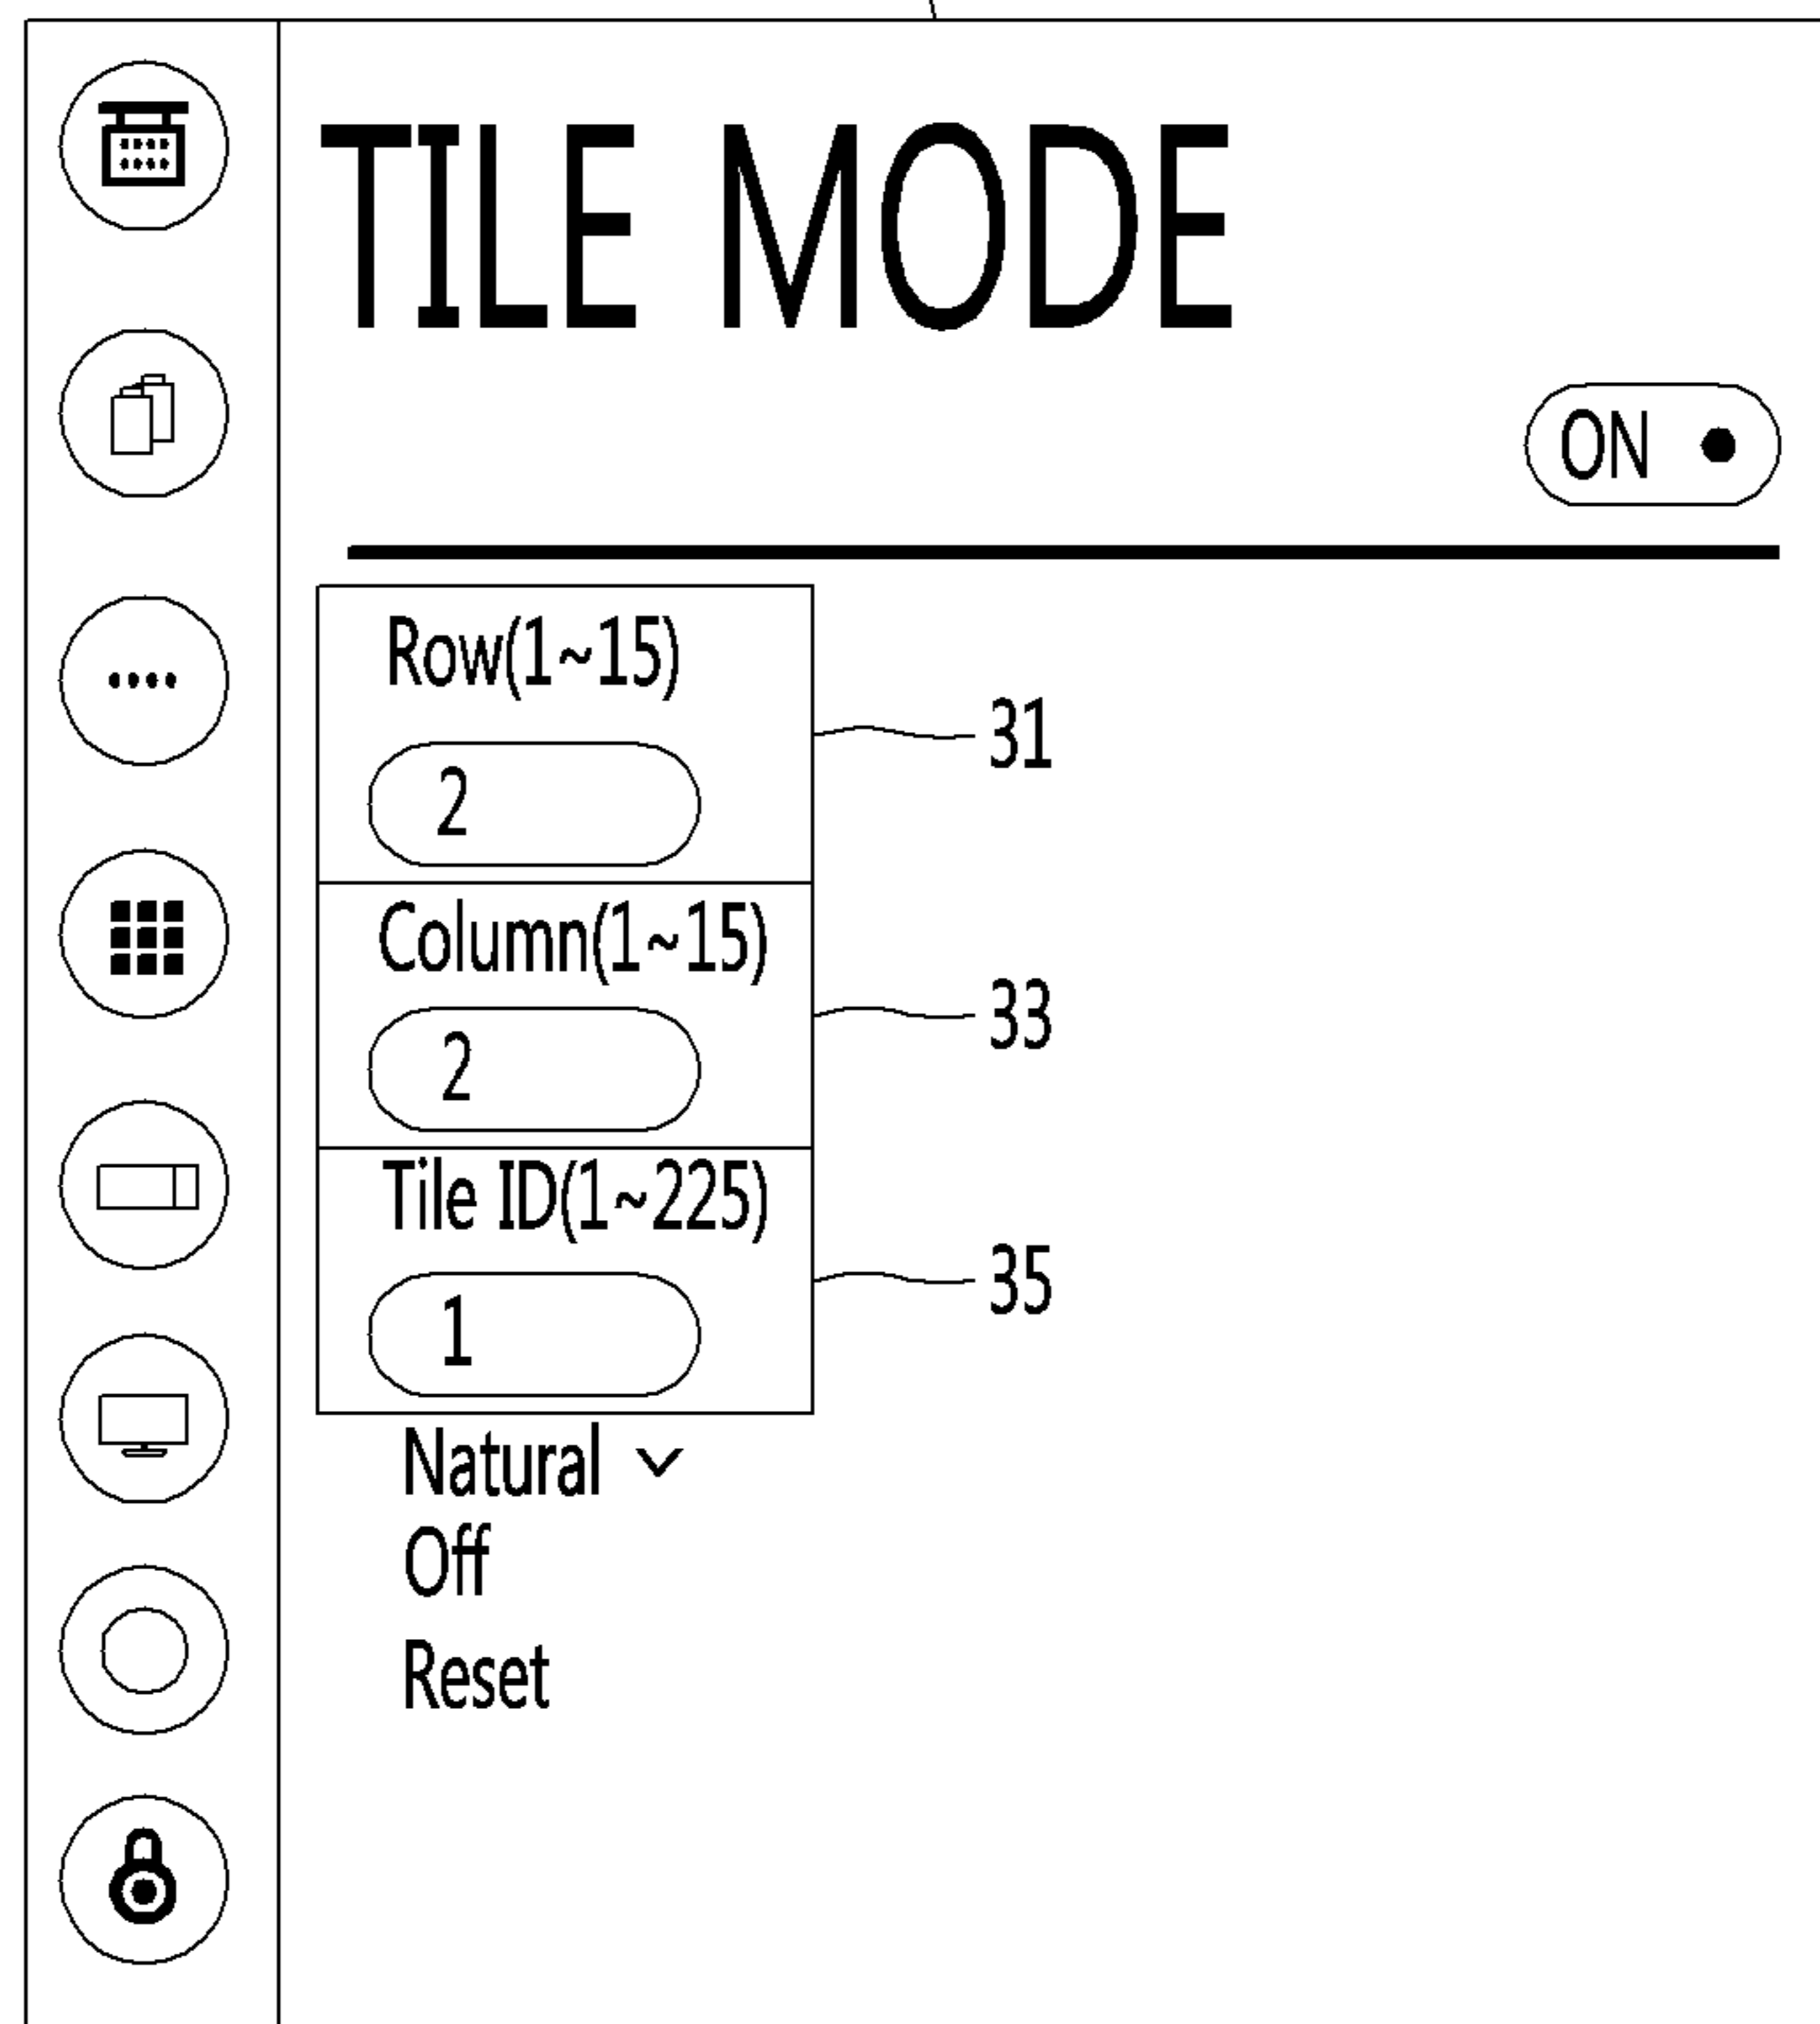 TILE MODE
ON
Row(1~15)
2
31
Column(1~15)
2
33
Tile ID(1~225)
1
35
Natural
Off
Reset